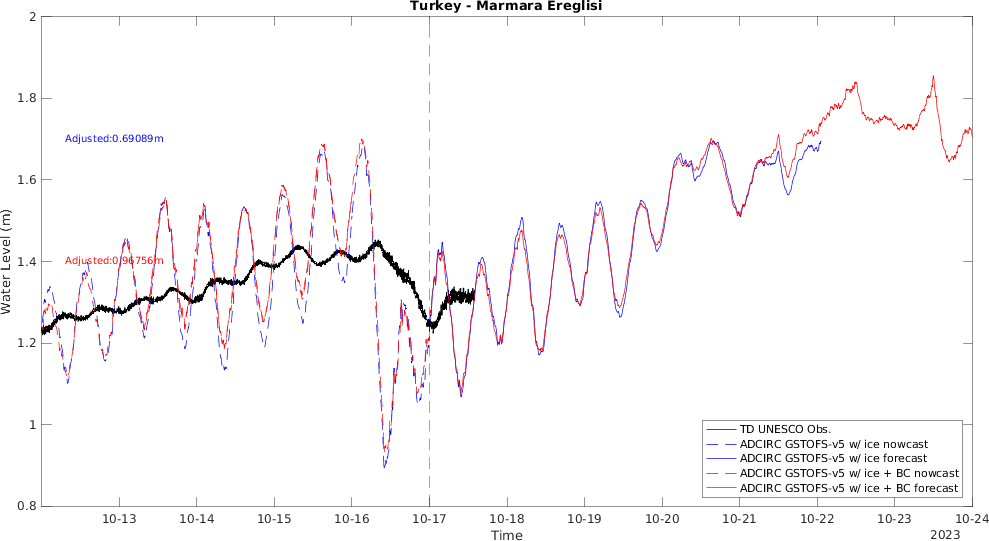 Turkey - Marmara Ereglisi
2
1.8
1.6
1.4
1.2
1
0.8
Water Level (m)
Adjusted:0.69089m
Adjusted:0.96756m
TD UNESCO Obs.
ADCIRC GSTOFS-v5 w/ ice nowcast
ADCIRC GSTOFS-v5 w/ ice forecast
ADCIRC GSTOFS-v5 w/ ice + BC nowcast
ADCIRC GSTOFS-v5 w/ ice + BC forecast
10-13 10-14 10-15 10-16 10-17 10-18 10-19 10-20 10-21 10-22 10-23 10-24
Time
2023